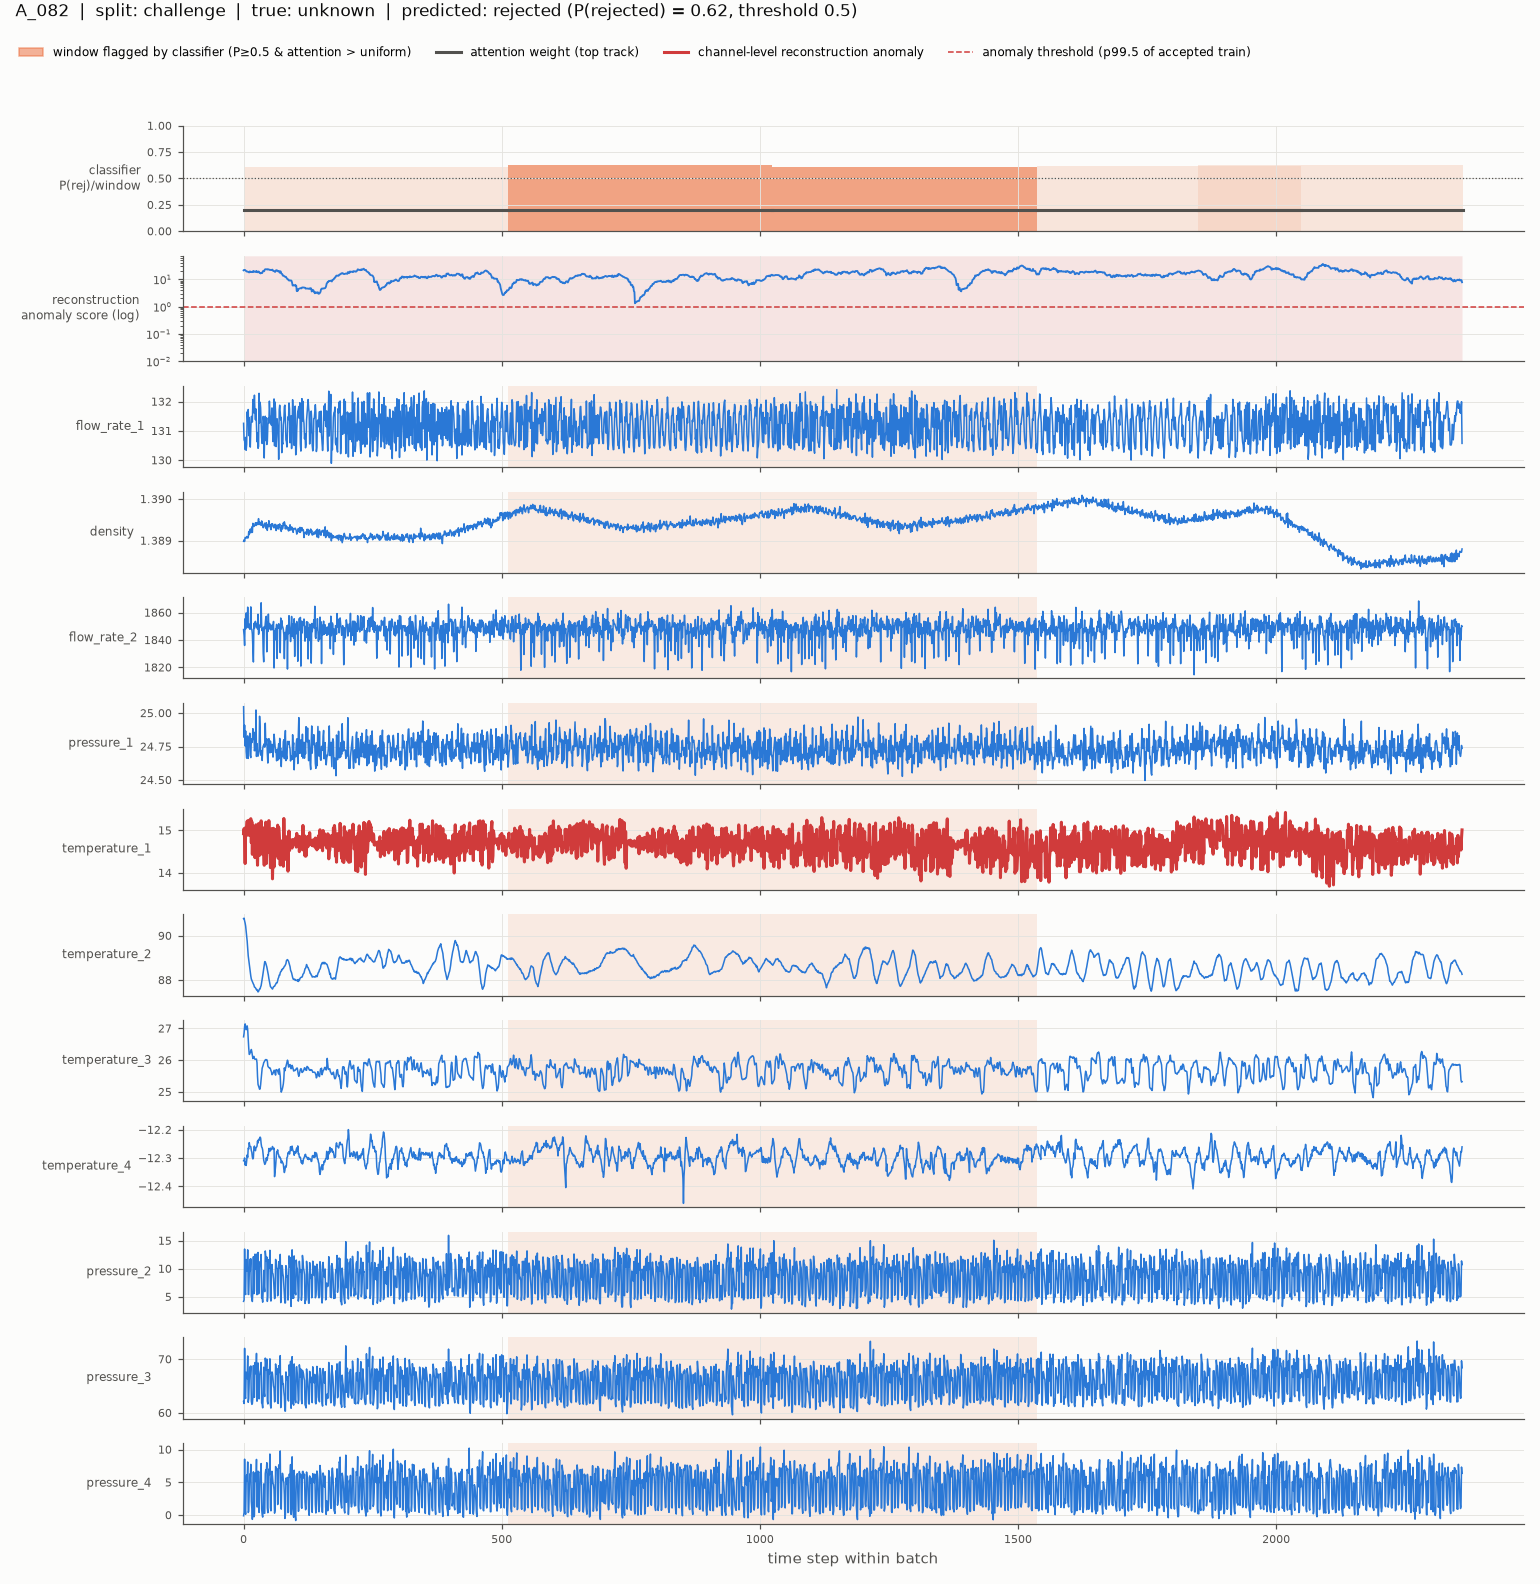 A_082 | split: challenge | true: unknown | predicted: rejected (P(rejected) = 0.62, threshold 0.5)
window flagged by classifier (P≥0.5 & attention > uniform) attention weight (top track) channel-level reconstruction anomaly anomaly threshold (p99.5 of accepted train)
classifier
P(rej)/window
1.00
0.75
0.50
0.25
0.00
reconstruction
anomaly score (log)
10¹
10⁰
10⁻¹
10⁻²
flow_rate_1
132
131
130
density
1.390
1.389
flow_rate_2
1860
1840
1820
pressure_1
25.00
24.75
24.50
temperature_1
15
14
temperature_2
90
88
temperature_3
27
26
25
temperature_4
−12.2
−12.3
−12.4
pressure_2
15
10
5
pressure_3
70
60
pressure_4
10
5
0
0 500 1000 1500 2000
time step within batch